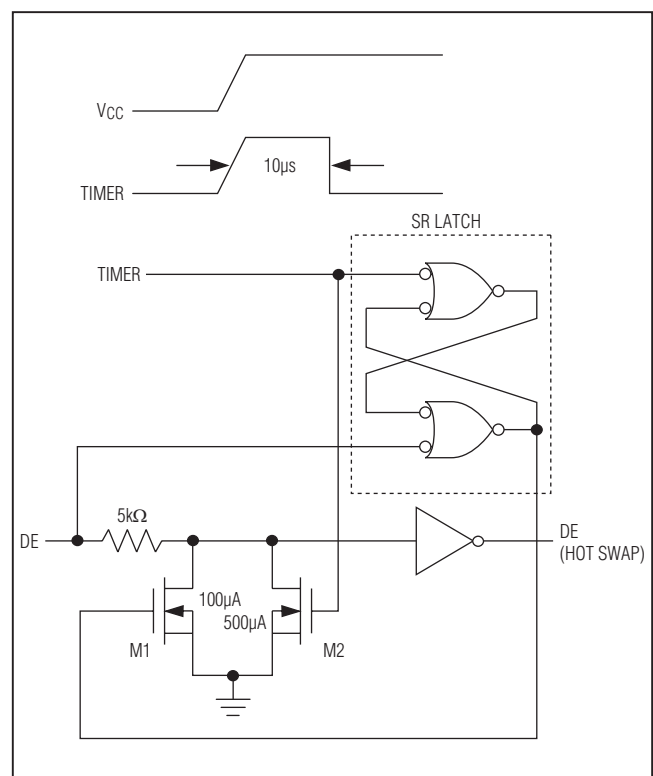 VCC
10µs
TIMER
SR LATCH
TIMER
5kΩ
DE
DE
(HOT SWAP)
100µA
500µA
M1
M2